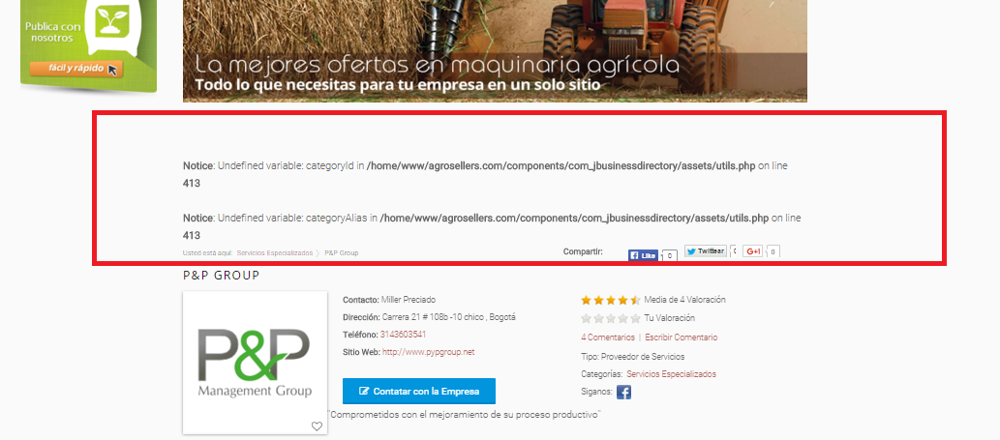 Publica con
nosotros
fácil y rápido
La mejores ofertas en maquinaria agrícola
Todo lo que necesitas para tu empresa en un solo sitio
Notice: Undefined variable: categoryId in /home/www/agrosellers.com/components/com_jbusinessdirectory/assets/utils.php on line
413
Notice: Undefined variable: categoryAlias in /home/www/agrosellers.com/components/com_jbusinessdirectory/assets/utils.php on line
413
Usted está aquí: Servicios Especializados 〉 P&P Group
Compartir: Like 0 Twittear G+1 0
P&P GROUP
P&P
Management Group
Contacto: Miller Preciado
Dirección: Carrera 21 # 108b -10 chico , Bogotá
Teléfono: 3143603541
Sitio Web: http://www.pypgroup.net
Contatar con la Empresa
Media de 4 Valoración
Tu Valoración
4 Comentarios | Escribir Comentario
Tipo: Proveedor de Servicios
Categorías: Servicios Especializados
Siganos:
"Comprometidos con el mejoramiento de su proceso productivo"